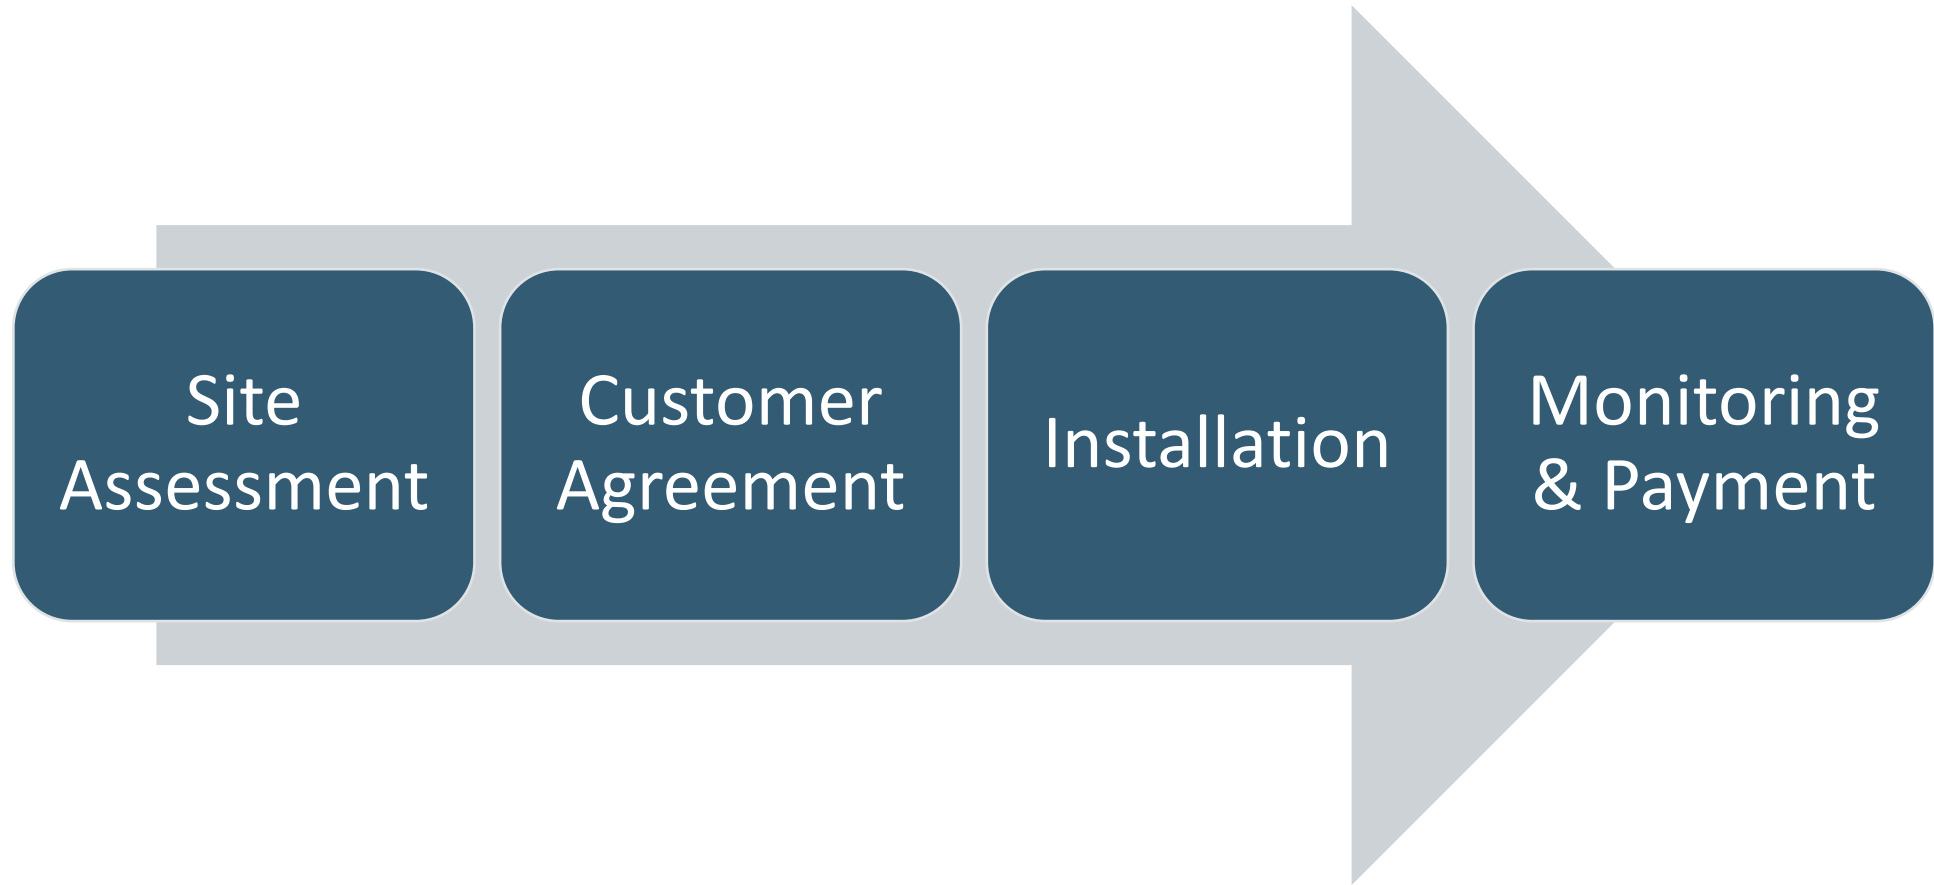 Site
Assessment
Customer
Agreement
Installation
Monitoring
& Payment